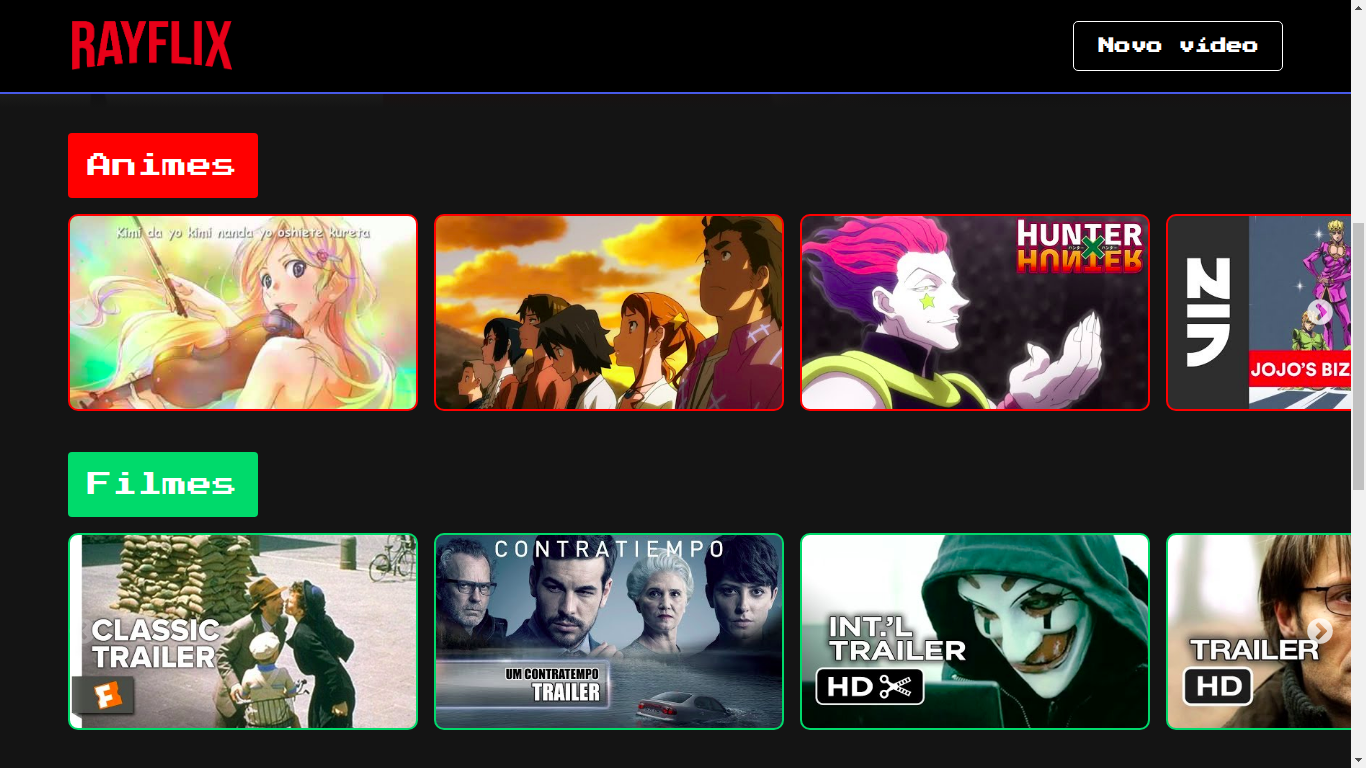 RAYFLIX
Novo vídeo
Animes
Kimi da yo kimi nanda yo oshiete kureta
HUNTER
HUNTER
JOJO'S BIZ
Filmes
CLASSIC
TRAILER
CONTRATIEMPO
UM CONTRATEMPO
TRAILER
INT.'L
TRAILER
HD
TRAILER
HD